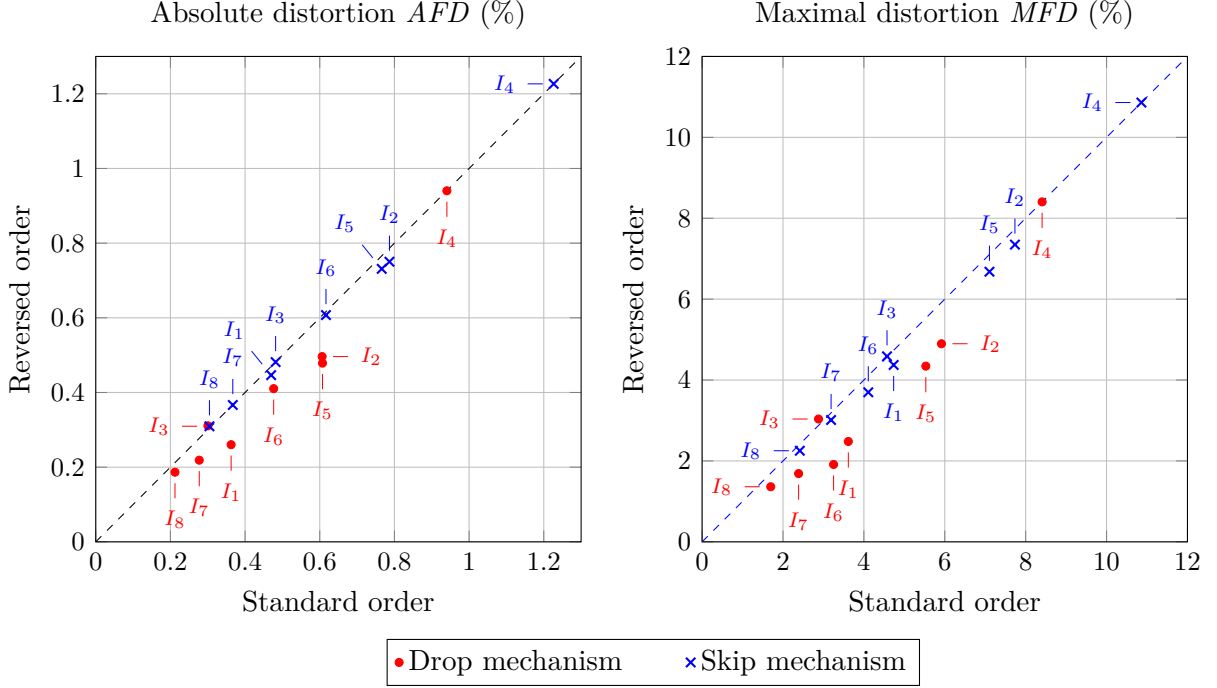 Absolute distortion AFD (%)
Reversed order
1.2
1
0.8
0.6
0.4
0.2
0
I4
I5
I2
I4
I6
I3
I1
I7
I2
I8
I5
I3
I6
I1
I7
I8
0
0.2
0.4
0.6
0.8
1
1.2
Standard order
Maximal distortion MFD (%)
Reversed order
12
10
8
6
4
2
0
I4
I2
I5
I4
I3
I6
I2
I7
I1
I5
I3
I8
I1
I8
I6
I7
0
2
4
6
8
10
12
Standard order
Drop mechanism
Skip mechanism